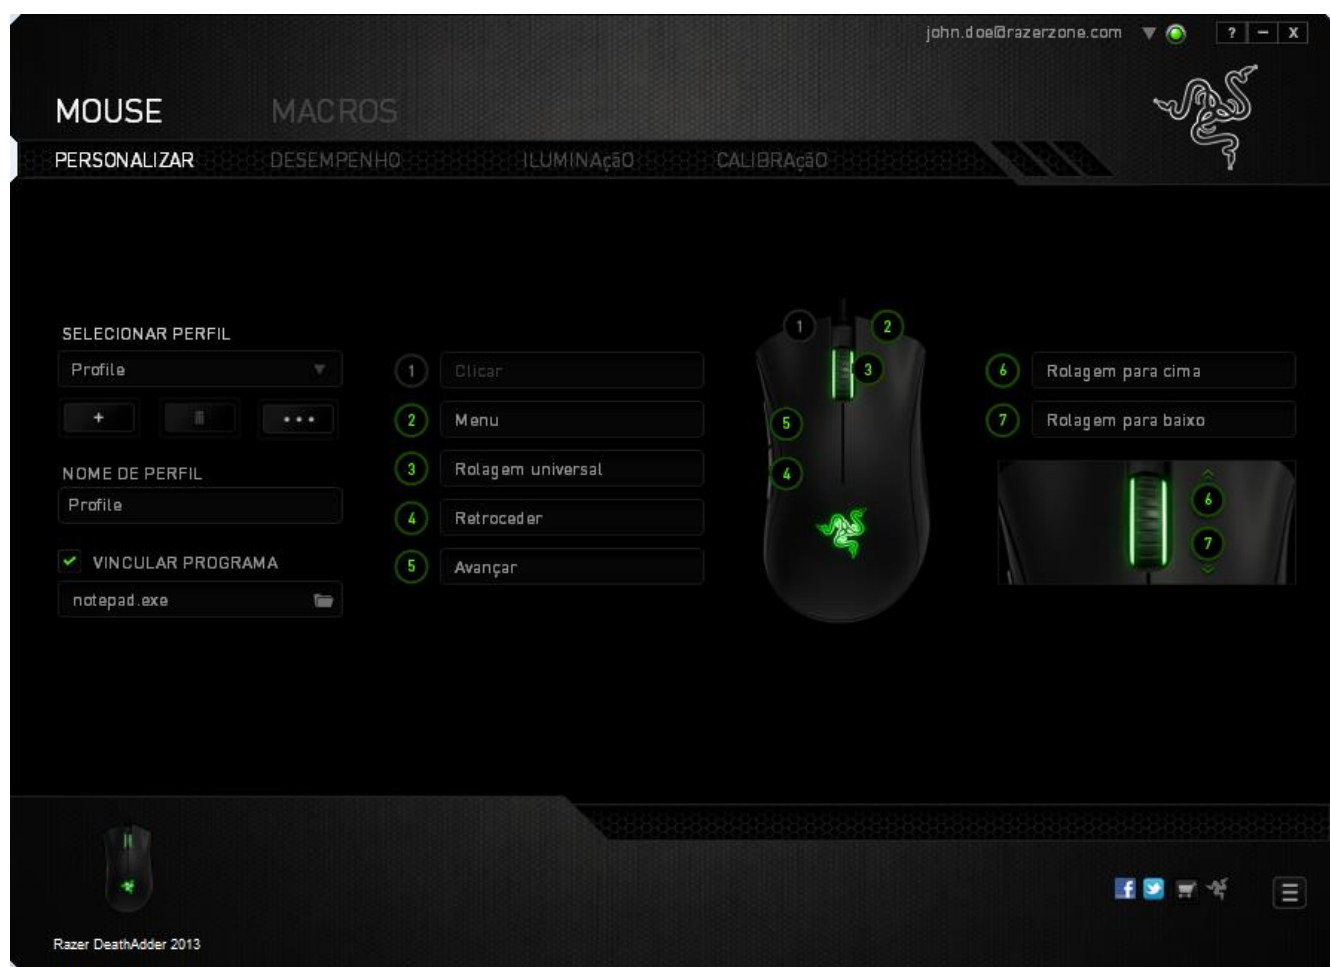 john.doe@razerzone.com
? – X
MOUSE MACROS
PERSONALIZAR DESEMPENHO ILUMINAção CALIBRAção
SELECIONAR PERFIL
Profile
+ •••
NOME DE PERFIL
Profile
VINCULAR PROGRAMA
notepad.exe
1 Clicar
2 Menu
3 Rolagem universal
4 Retroceder
5 Avançar
1 2
3
5
4
6 Rolagem para cima
7 Rolagem para baixo
6
7
f
Razer DeathAdder 2013